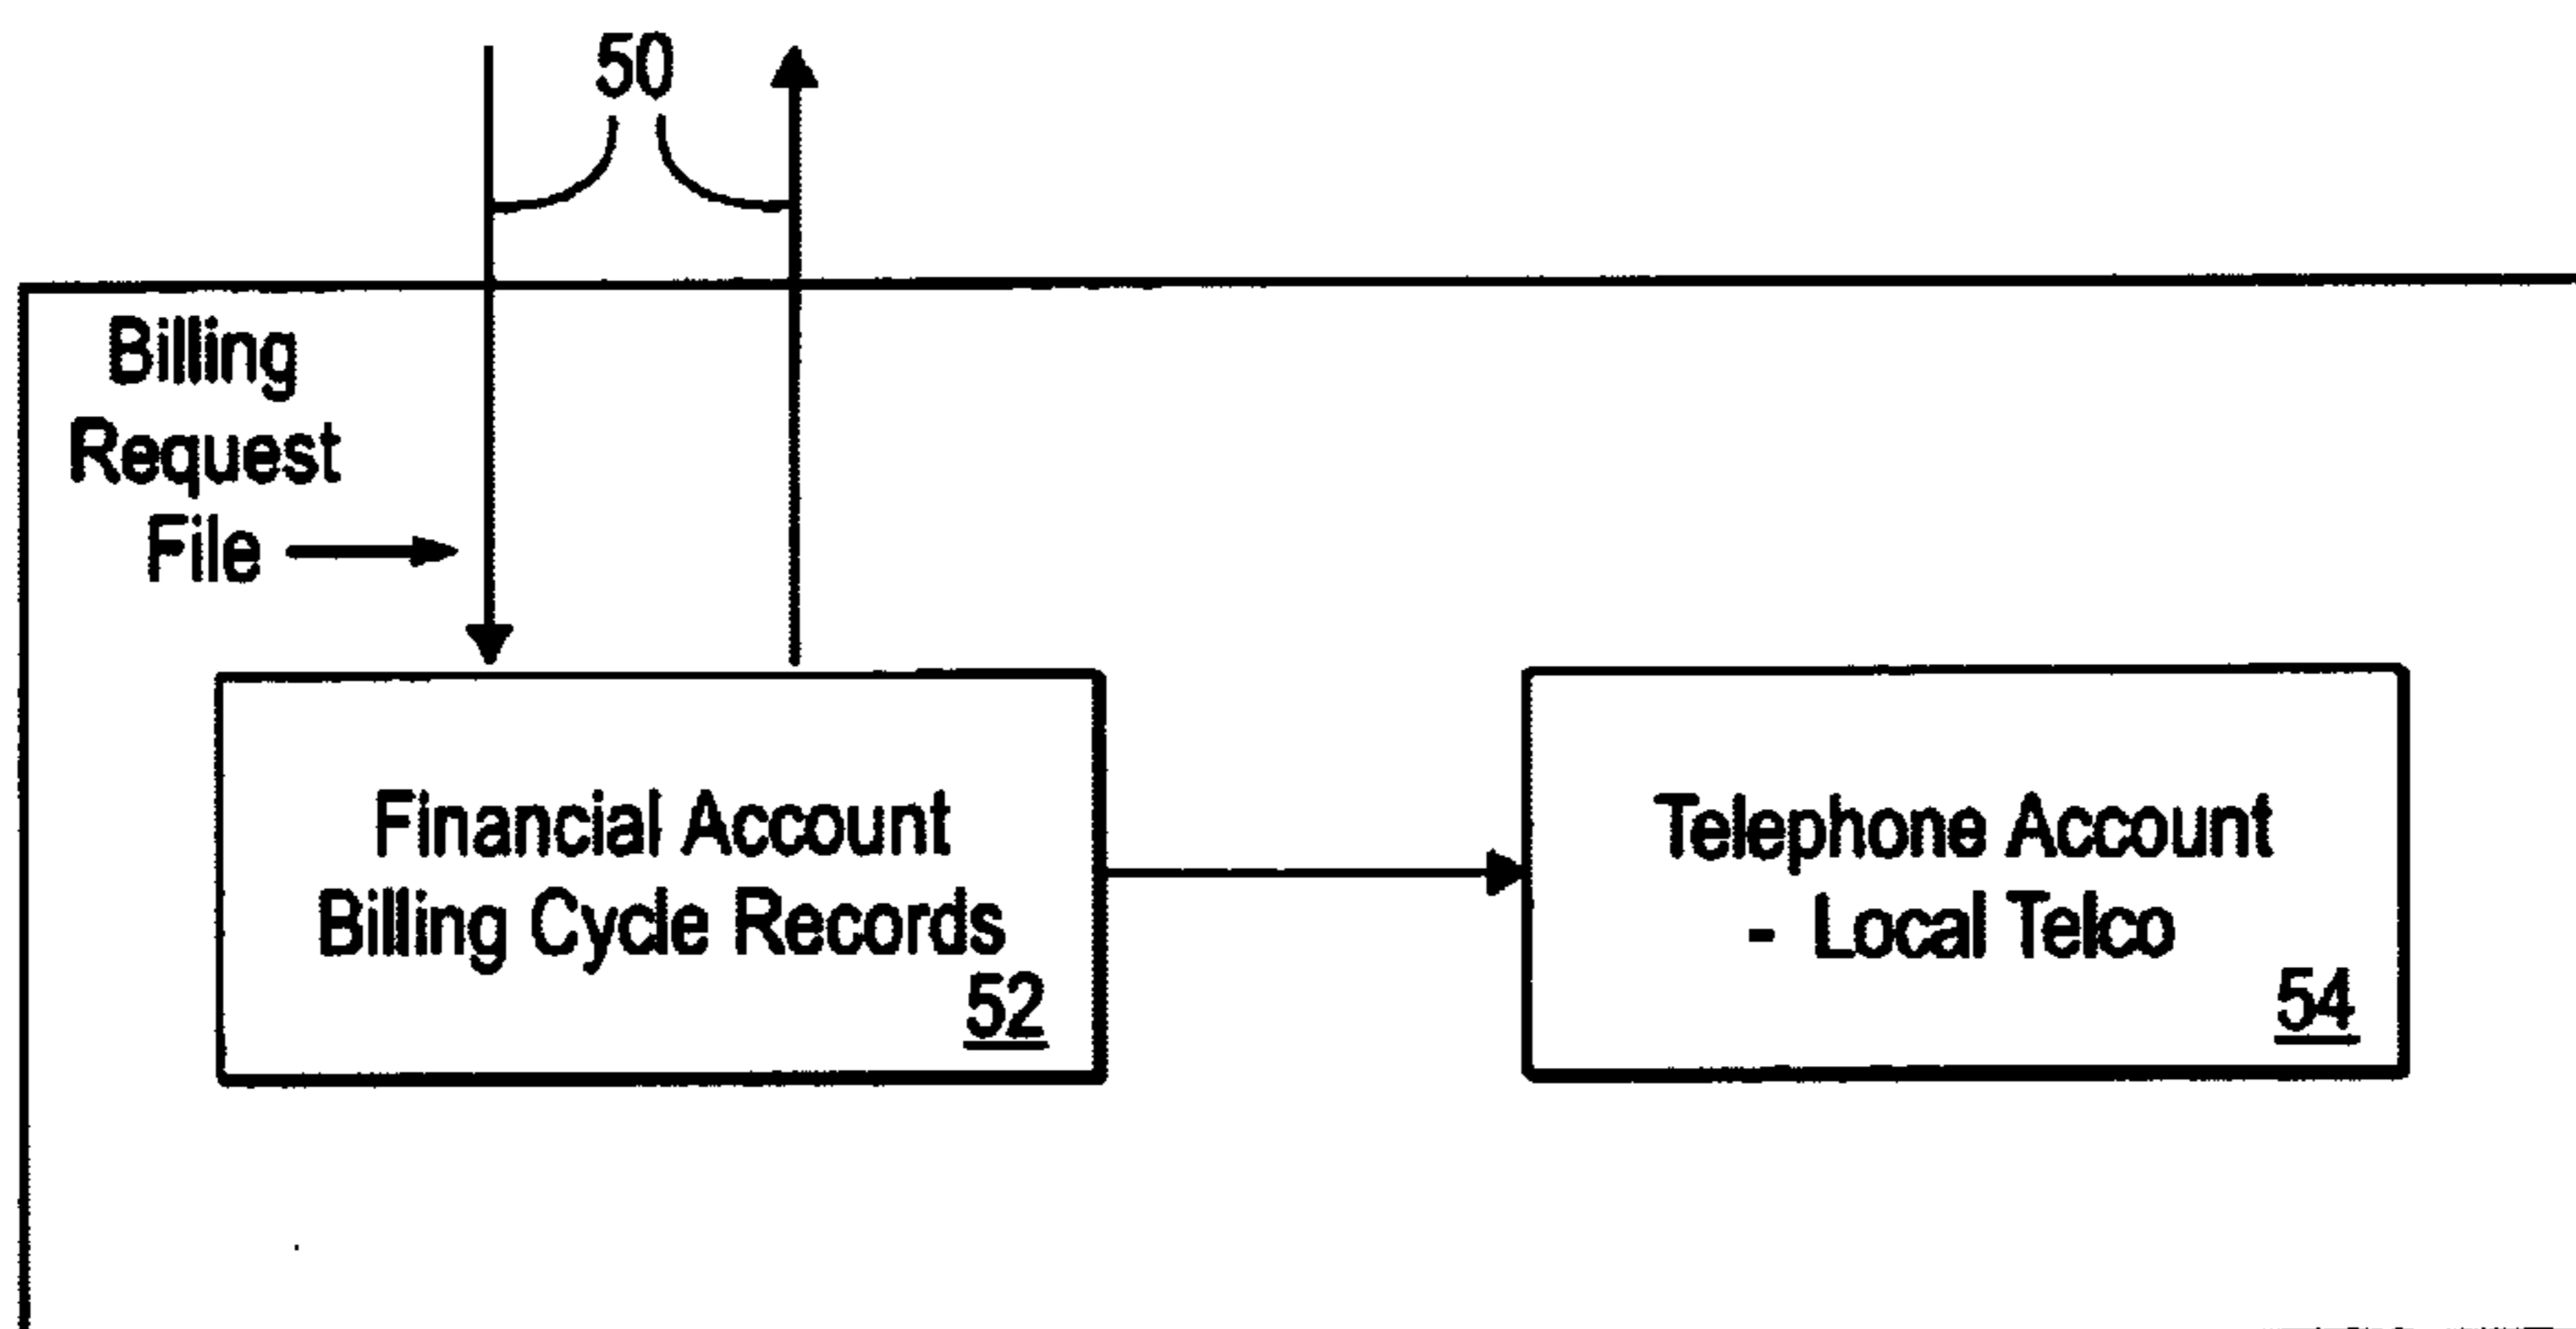 50
Billing
Request
File
Financial Account
Billing Cycle Records
52
Telephone Account
- Local Telco
54